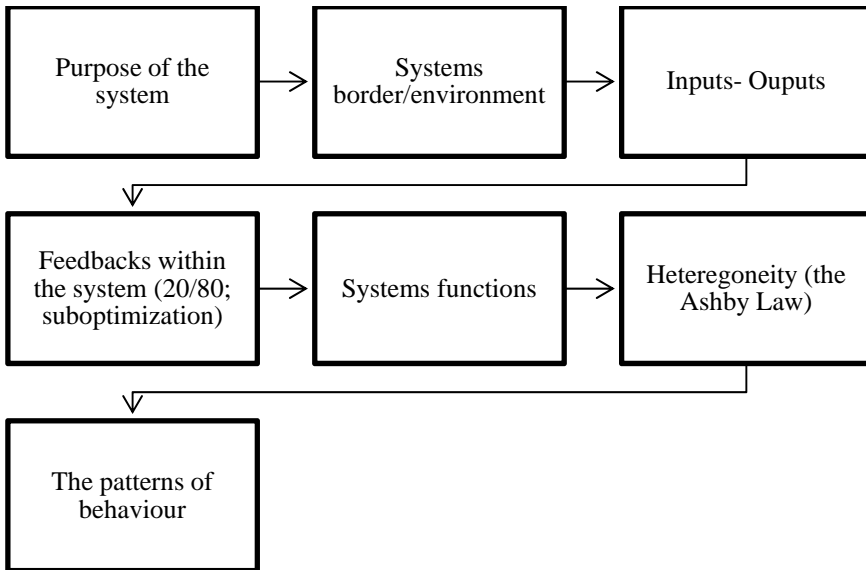 Purpose of the
system
Systems
border/environment
Inputs- Ouputs
Feedbacks within
the system (20/80;
suboptimization)
Systems functions
Heteregoneity (the
Ashby Law)
The patterns of
behaviour